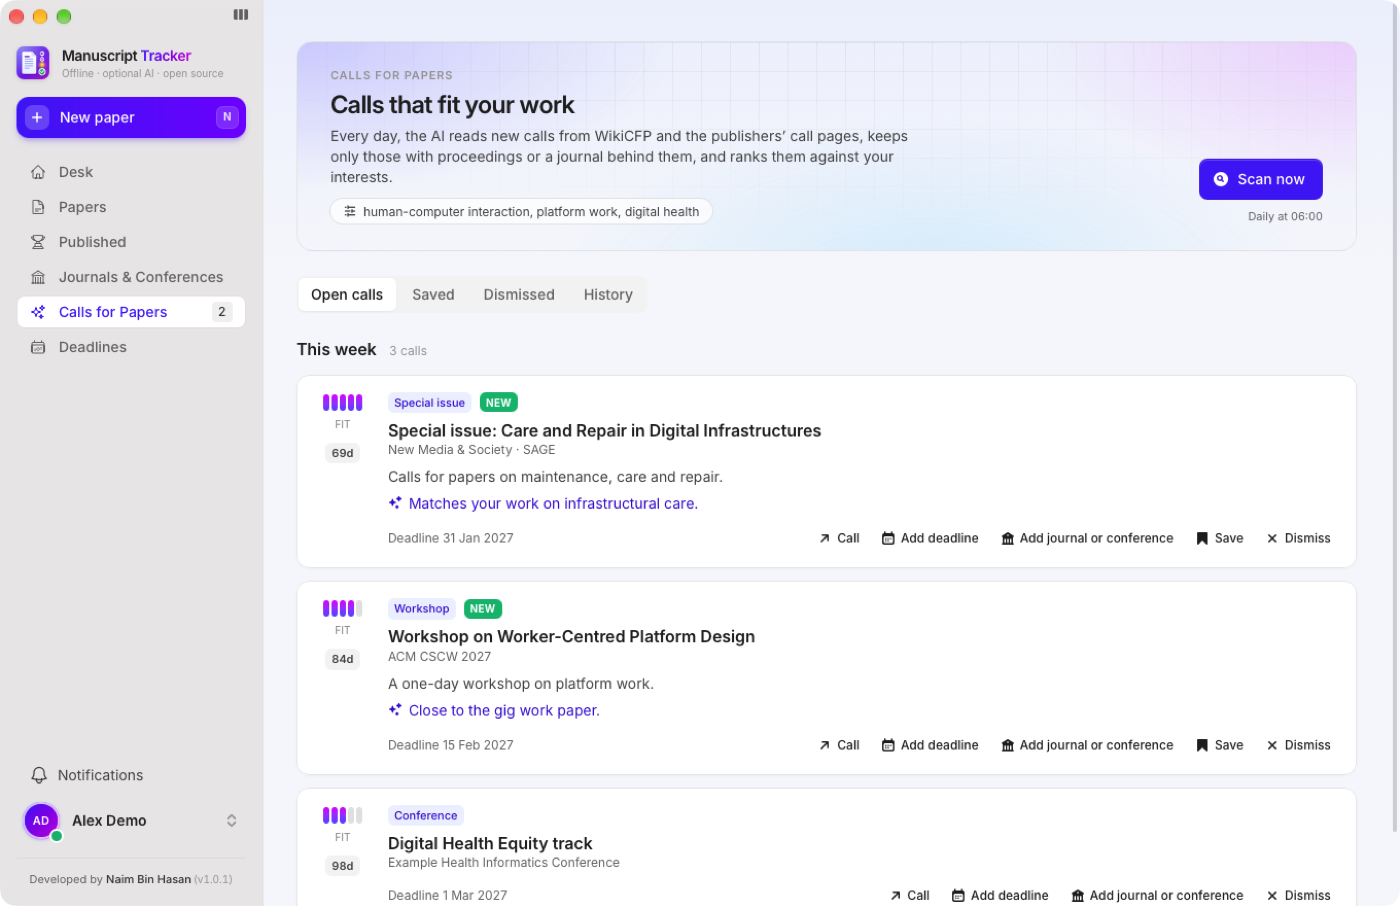 Manuscript Tracker
Offline · optional AI · open source
New paper
N
Desk
Papers
Published
Journals & Conferences
Calls for Papers
2
Deadlines
Notifications
AD
Alex Demo
Developed by Naim Bin Hasan (v1.0.1)
CALLS FOR PAPERS
Calls that fit your work
Every day, the AI reads new calls from WikiCFP and the publishers’ call pages, keeps
only those with proceedings or a journal behind them, and ranks them against your
interests.
human-computer interaction, platform work, digital health
Scan now
Daily at 06:00
Open calls
Saved
Dismissed
History
This week
3 calls
FIT
69d
Special issue
NEW
Special issue: Care and Repair in Digital Infrastructures
New Media & Society · SAGE
Calls for papers on maintenance, care and repair.
Matches your work on infrastructural care.
Deadline 31 Jan 2027
Call
Add deadline
Add journal or conference
Save
Dismiss
FIT
84d
Workshop
NEW
Workshop on Worker-Centred Platform Design
ACM CSCW 2027
A one-day workshop on platform work.
Close to the gig work paper.
Deadline 15 Feb 2027
Call
Add deadline
Add journal or conference
Save
Dismiss
FIT
98d
Conference
Digital Health Equity track
Example Health Informatics Conference
Deadline 1 Mar 2027
Call
Add deadline
Add journal or conference
Dismiss